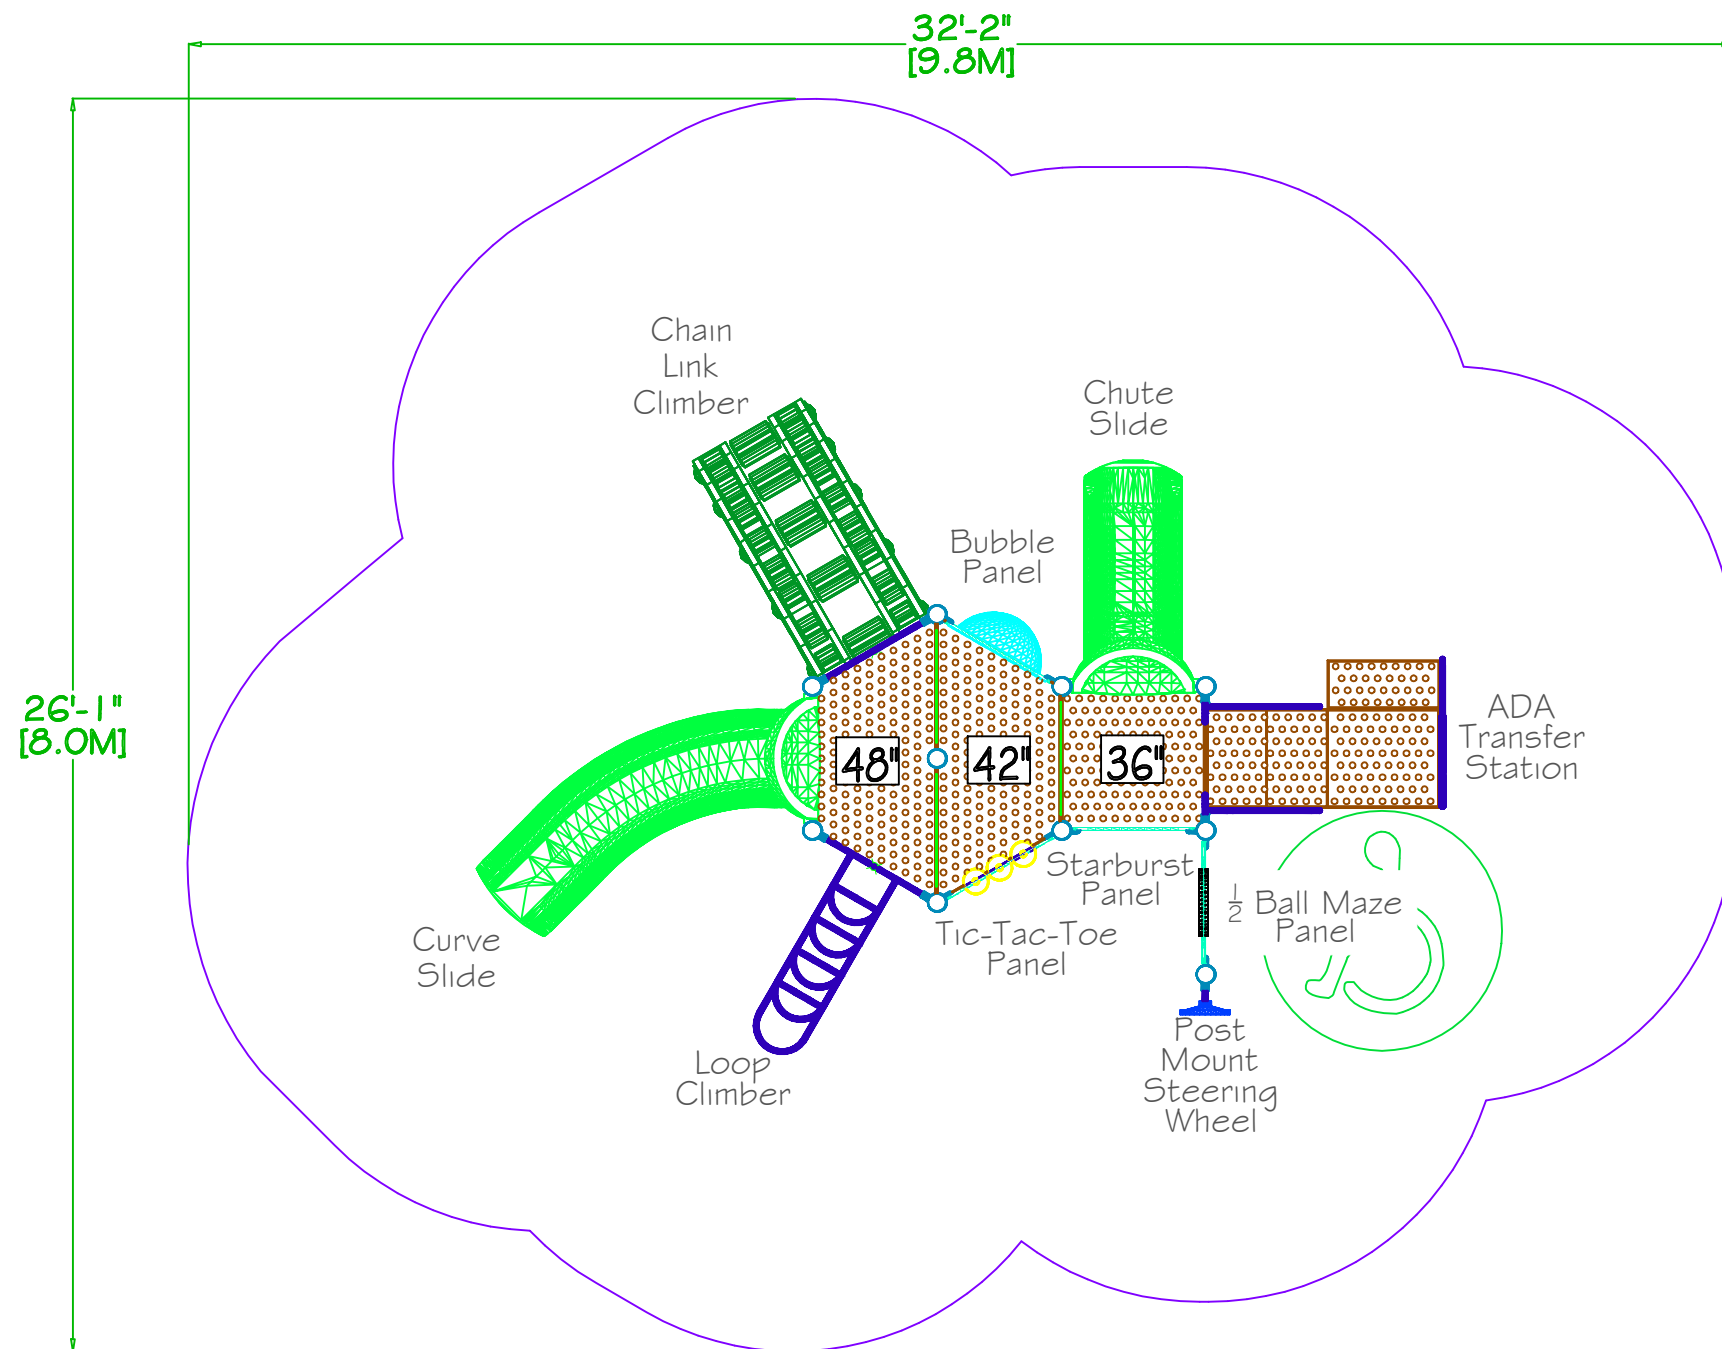 32'-2"
[9.8M]
Chain
Link
Climber
Chute
Slide
Bubble
Panel
26'-1"
[8.0M]
48"
42"
36"
ADA
Transfer
Station
Starburst
Panel
1/2 Ball Maze
Panel
Tic-Tac-Toe
Panel
Curve
Slide
Post
Mount
Steering
Wheel
Loop
Climber